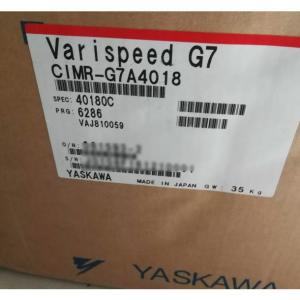 Varispeed G7
CIMR-G7A4018
SPEC: 40180C
PRG: 6286
VAJ810059
O/N:
S/N:
YASKAWA
MADE IN JAPAN GW: 35 Kg
YASKAWA